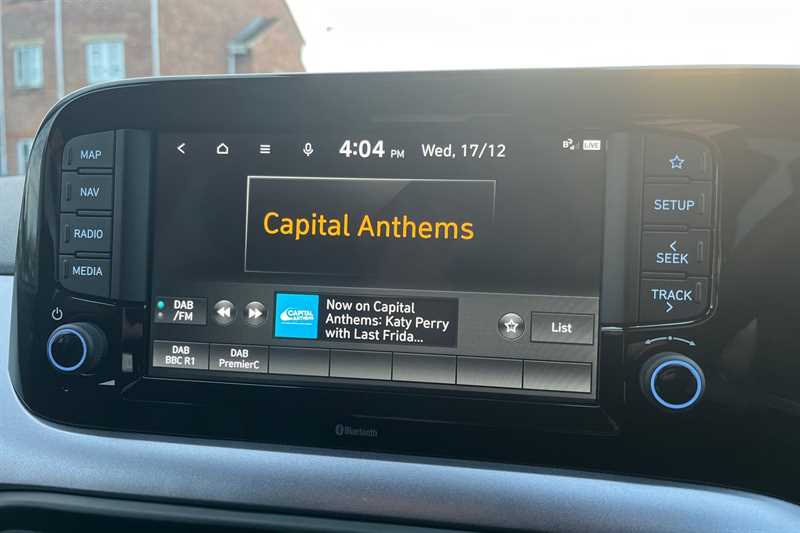 MAP
NAV
RADIO
MEDIA
4:04 PM Wed, 17/12
LIVE
Capital Anthems
SETUP
< SEEK
TRACK >
DAB /FM
CAPITAL ANTHEMS
Now on Capital
Anthems: Katy Perry
with Last Frida...
List
DAB
BBC R1
DAB
PremierC
Bluetooth